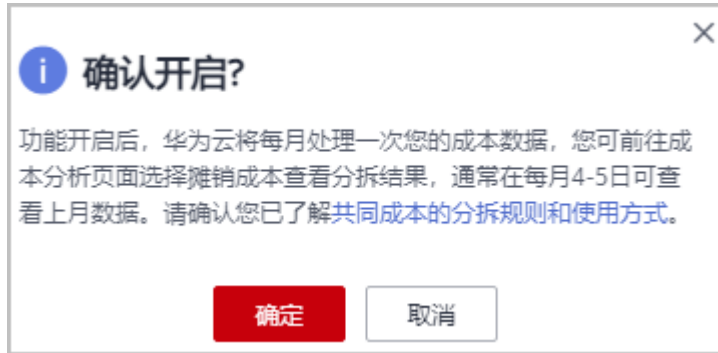 确认开启?
功能开启后，华为云将每月处理一次您的成本数据，您可前往成
本分析页面选择摊销成本查看分拆结果，通常在每月4-5日可查
看上月数据。请确认您已了解共同成本的分拆规则和使用方式。
确定
取消